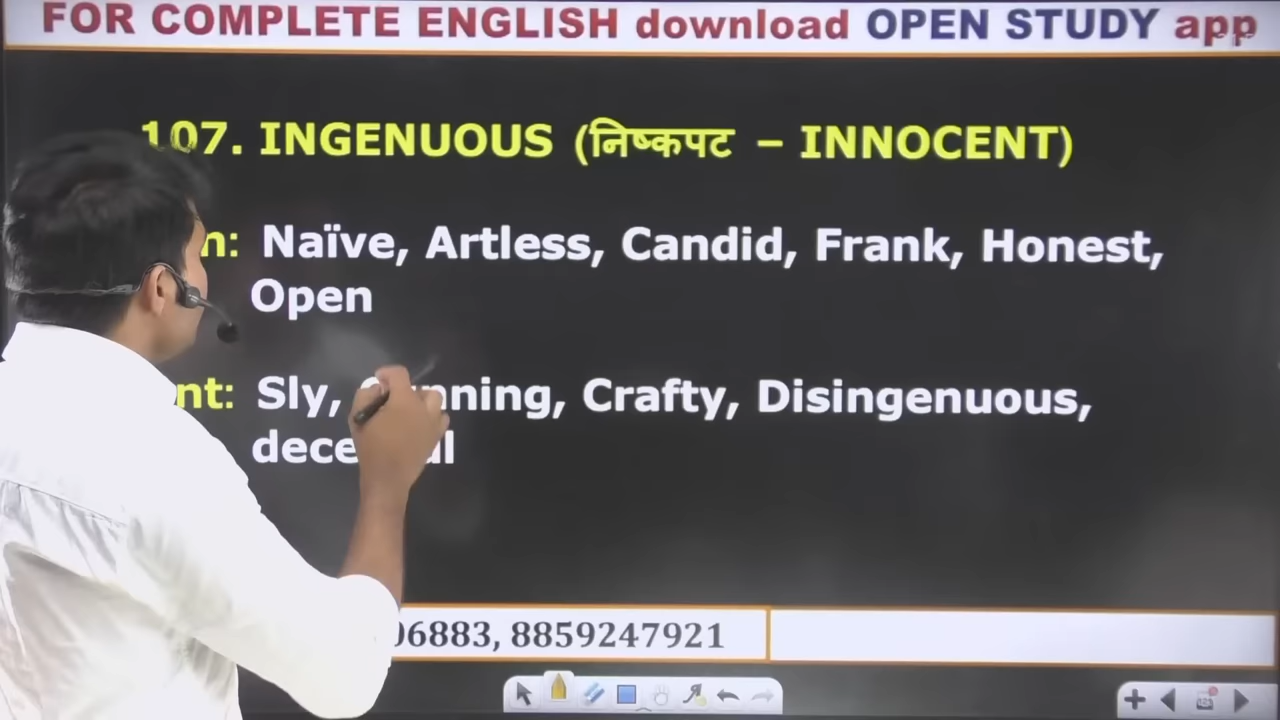 FOR COMPLETE ENGLISH download OPEN STUDY app
107. INGENUOUS (निष्कपट – INNOCENT)
n: Naïve, Artless, Candid, Frank, Honest,
Open
nt: Sly, Crafty, Disingenuous,
06883, 8859247921